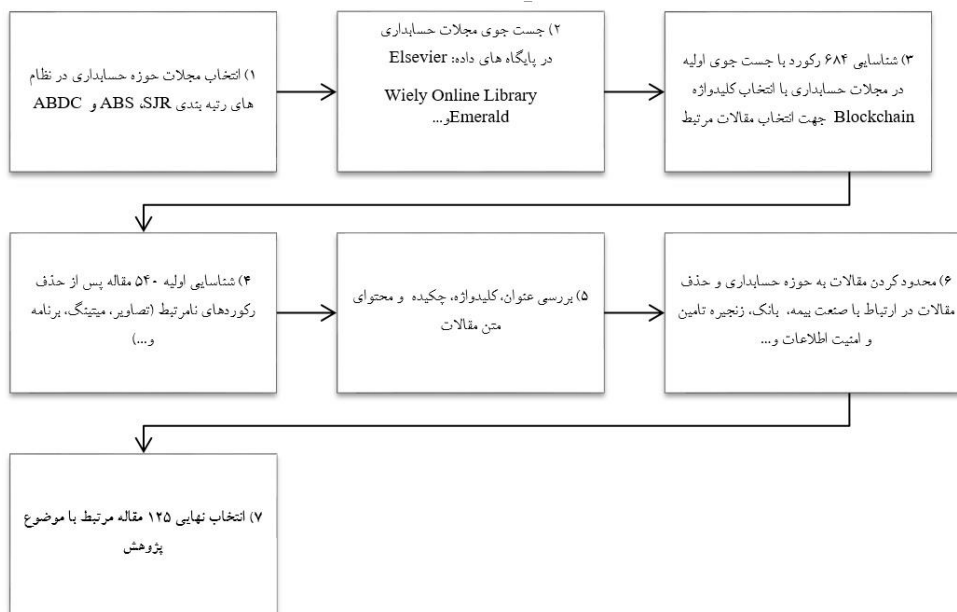 ۱) انتخاب مجلات حوزه حسابداری در نظام
های رتبه بندی ABS ،SJR و ABDC
۲) جست جوی مجلات حسابداری
در پایگاه های داده: Elsevier
Wiely Online Library
Emeraldو...
۳) شناسایی ۶۸۴ رکورد با جست جوی اولیه
در مجلات حسابداری با انتخاب کلیدواژه
Blockchain جهت انتخاب مقالات مرتبط
۴) شناسایی اولیه ۵۴۰ مقاله پس از حذف
رکوردهای نامرتبط (تصاویر، میتینگ، برنامه
و...)
۵) بررسی عنوان، کلیدواژه، چکیده و محتوای
متن مقالات
۶) محدود کردن مقالات به حوزه حسابداری و حذف
مقالات در ارتباط با صنعت بیمه، بانک، زنجیره تامین
و امنیت اطلاعات و...
۷) انتخاب نهایی ۱۲۵ مقاله مرتبط با موضوع
پژوهش